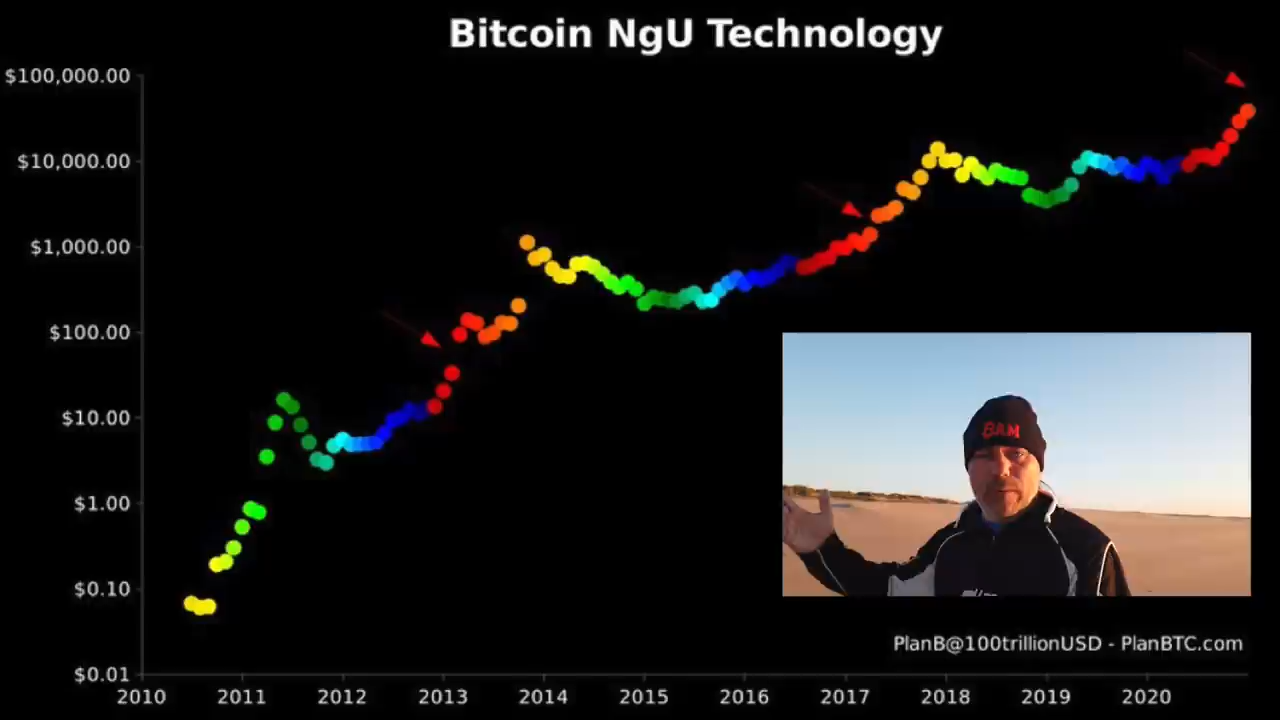 Bitcoin NgU Technology
$100,000.00
$10,000.00
$1,000.00
$100.00
$10.00
$1.00
$0.10
$0.01
2010 2011 2012 2013 2014 2015 2016 2017 2018 2019 2020
BAM
PlanB@100trillionUSD - PlanBTC.com